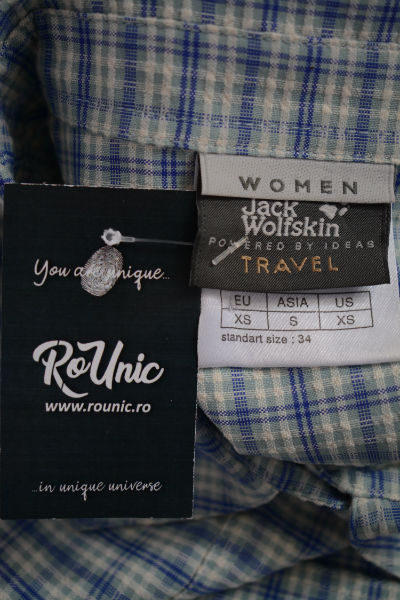 WOMEN
Jack
Wolfskin
POWERED BY IDEAS
TRAVEL
EU ASIA US
XS S XS
standart size : 34
You are unique...
RoUnic
www.rounic.ro
...in unique universe